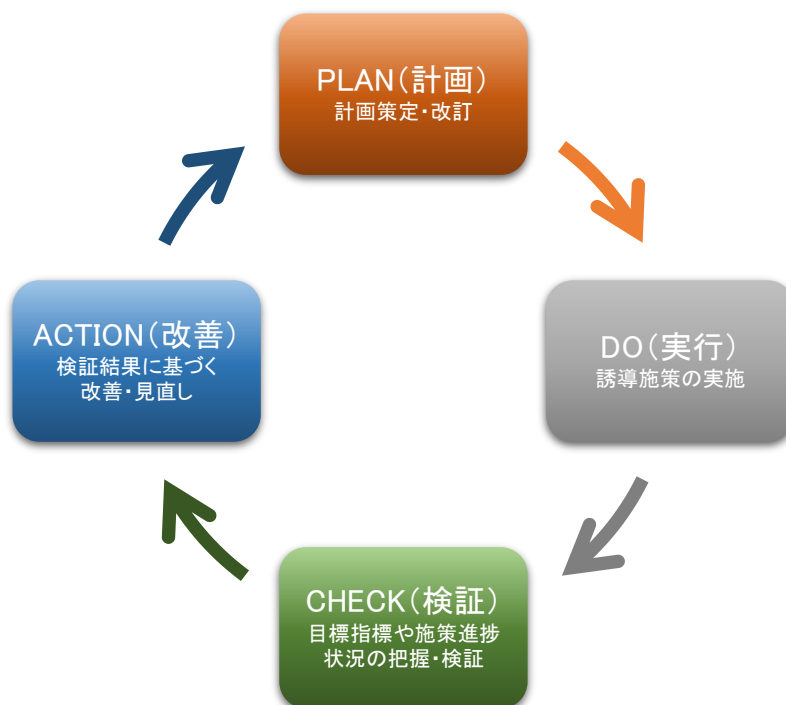 PLAN(計画)
計画策定・改訂
DO(実行)
誘導施策の実施
CHECK(検証)
目標指標や施策進捗
状況の把握・検証
ACTION(改善)
検証結果に基づく
改善・見直し